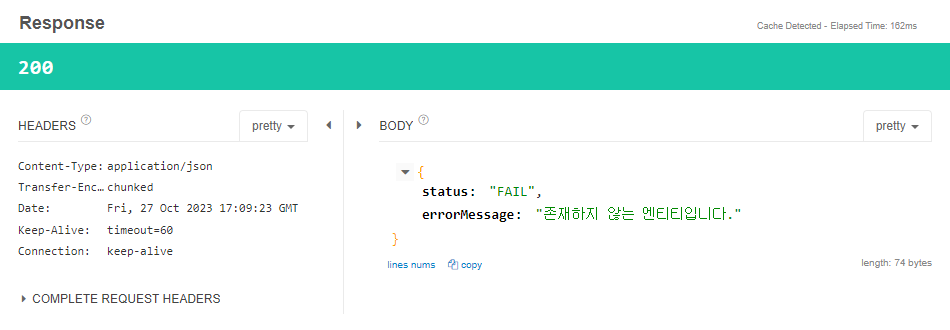 Response
Cache Detected - Elapsed Time: 162ms
200
HEADERS ? pretty
BODY ? pretty
Content-Type: application/json
Transfer-Enc… chunked
Date: Fri, 27 Oct 2023 17:09:23 GMT
Keep-Alive: timeout=60
Connection: keep-alive
COMPLETE REQUEST HEADERS
{
status: "FAIL",
errorMessage: "존재하지 않는 엔티티입니다."
}
lines nums copy
length: 74 bytes